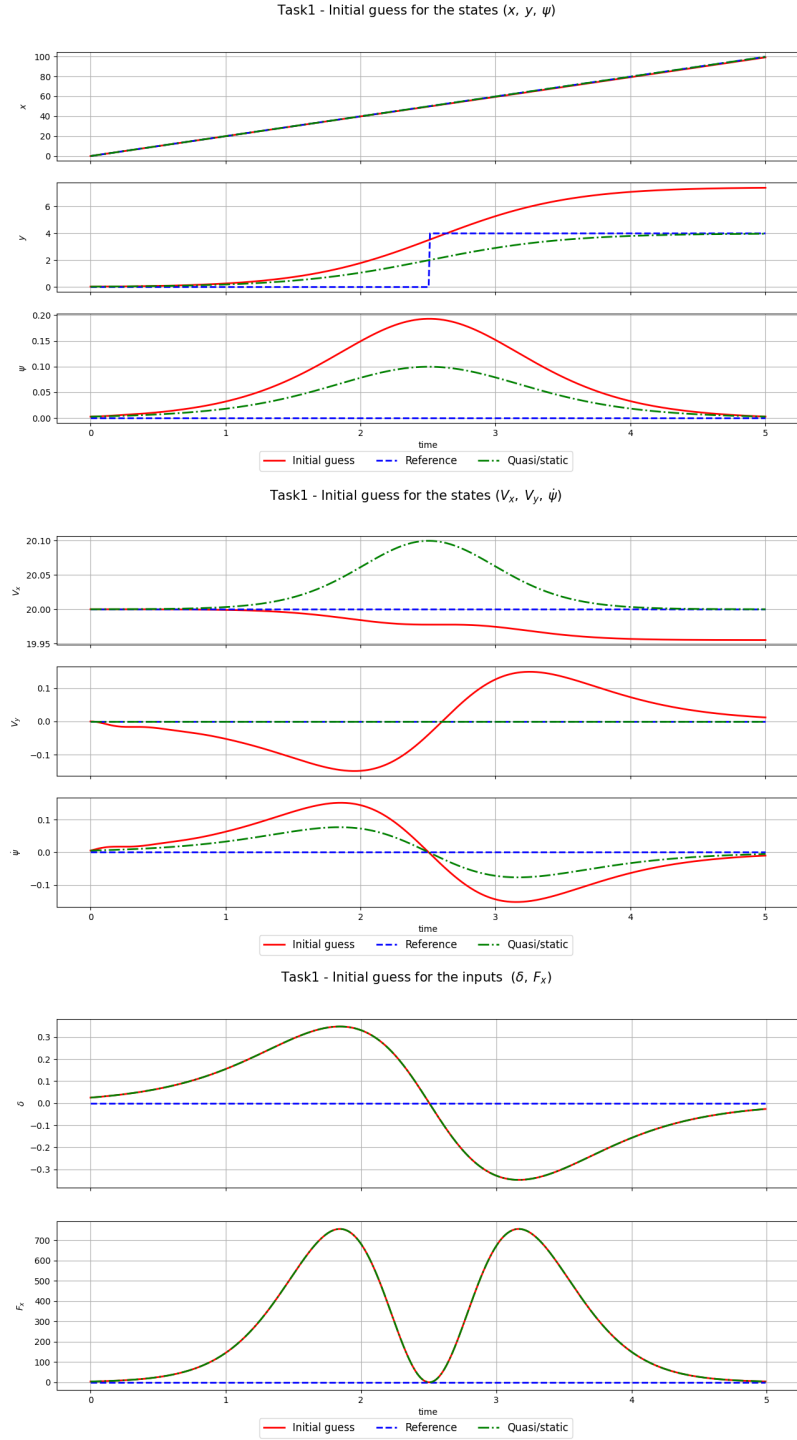 Task1 - Initial guess for the states (x, y, ψ)
100
80
60
40
20
0
x
6
4
2
0
y
0.20
0.15
0.10
0.05
0.00
ψ
0 1 2 3 4 5
time
Initial guess Reference Quasi/static
Task1 - Initial guess for the states (Vₓ, Vᵧ, ψ̇)
20.10
20.05
20.00
19.95
Vₓ
0.1
0.0
−0.1
Vᵧ
0.1
0.0
−0.1
ψ̇
0 1 2 3 4 5
time
Initial guess Reference Quasi/static
Task1 - Initial guess for the inputs (δ, Fₓ)
0.3
0.2
0.1
0.0
−0.1
−0.2
−0.3
δ
700
600
500
400
300
200
100
0
Fₓ
0 1 2 3 4 5
time
Initial guess Reference Quasi/static